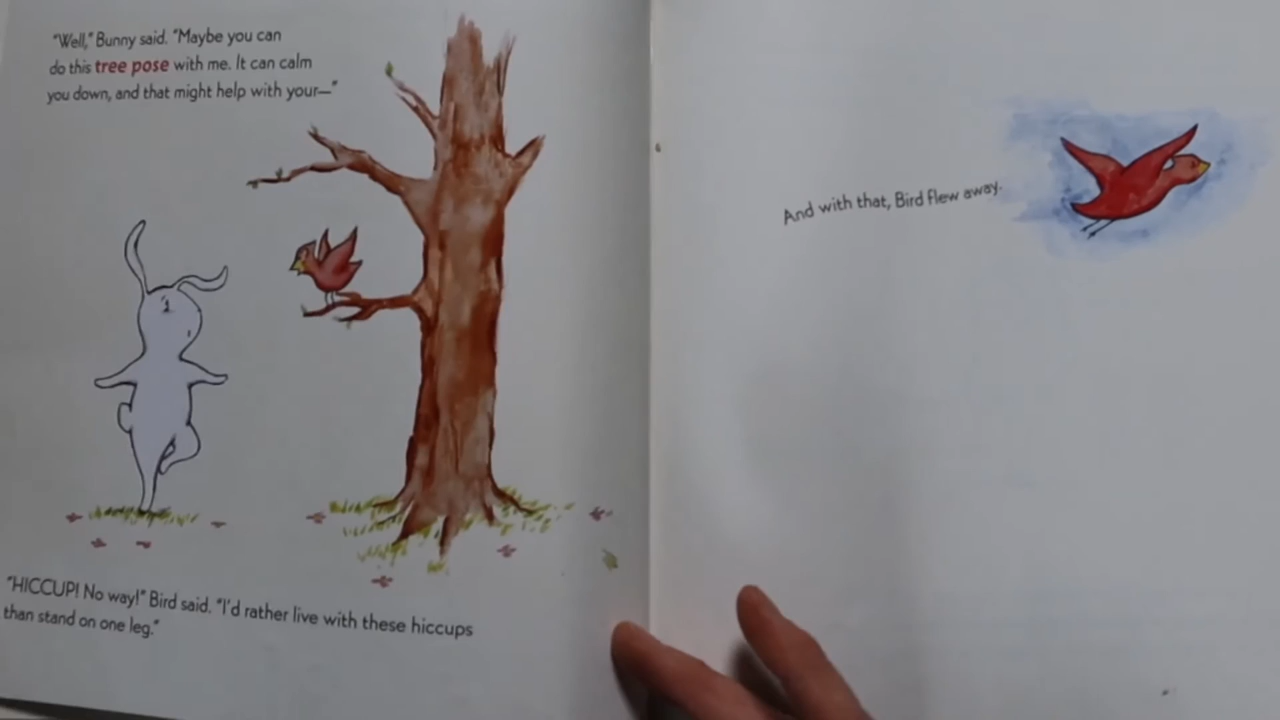 "Well," Bunny said. "Maybe you can
do this tree pose with me. It can calm
you down, and that might help with your—"
"HICCUP! No way!" Bird said. "I'd rather live with these hiccups
than stand on one leg."
And with that, Bird flew away.